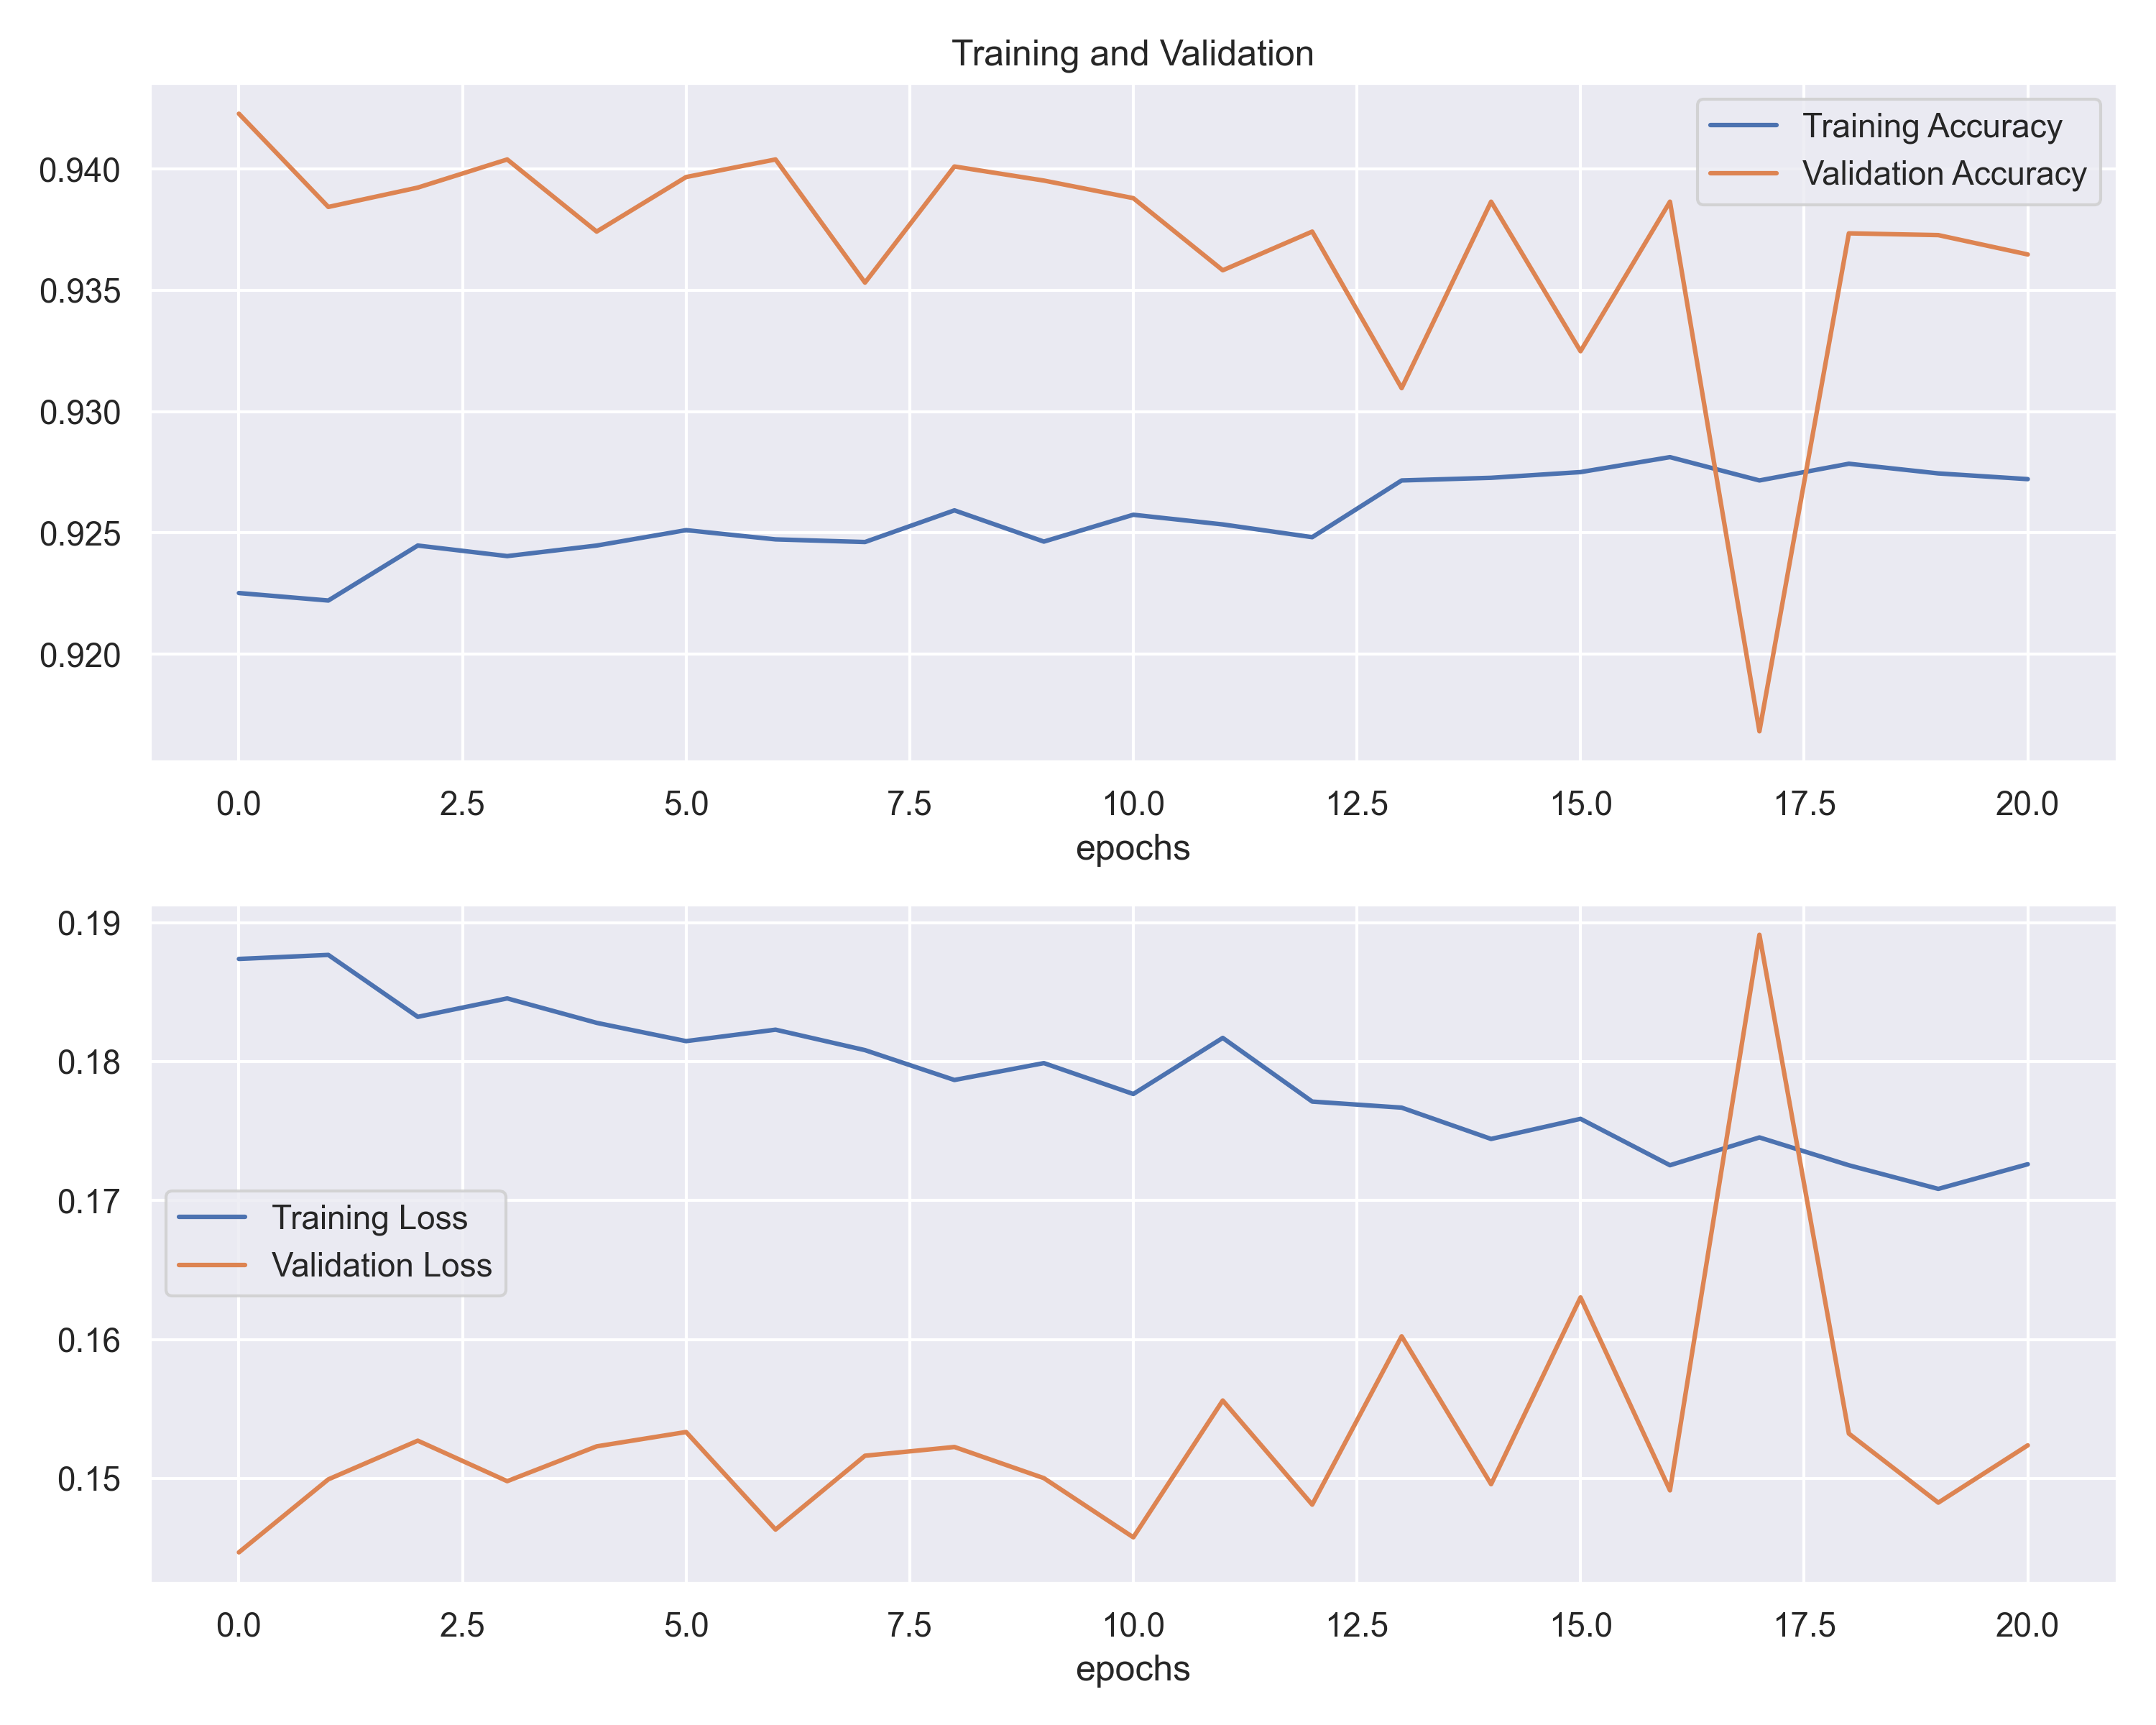 Training and Validation
Training Accuracy
Validation Accuracy
0.940
0.935
0.930
0.925
0.920
0.0 2.5 5.0 7.5 10.0 12.5 15.0 17.5 20.0
epochs
0.19
0.18
0.17
0.16
0.15
Training Loss
Validation Loss
0.0 2.5 5.0 7.5 10.0 12.5 15.0 17.5 20.0
epochs